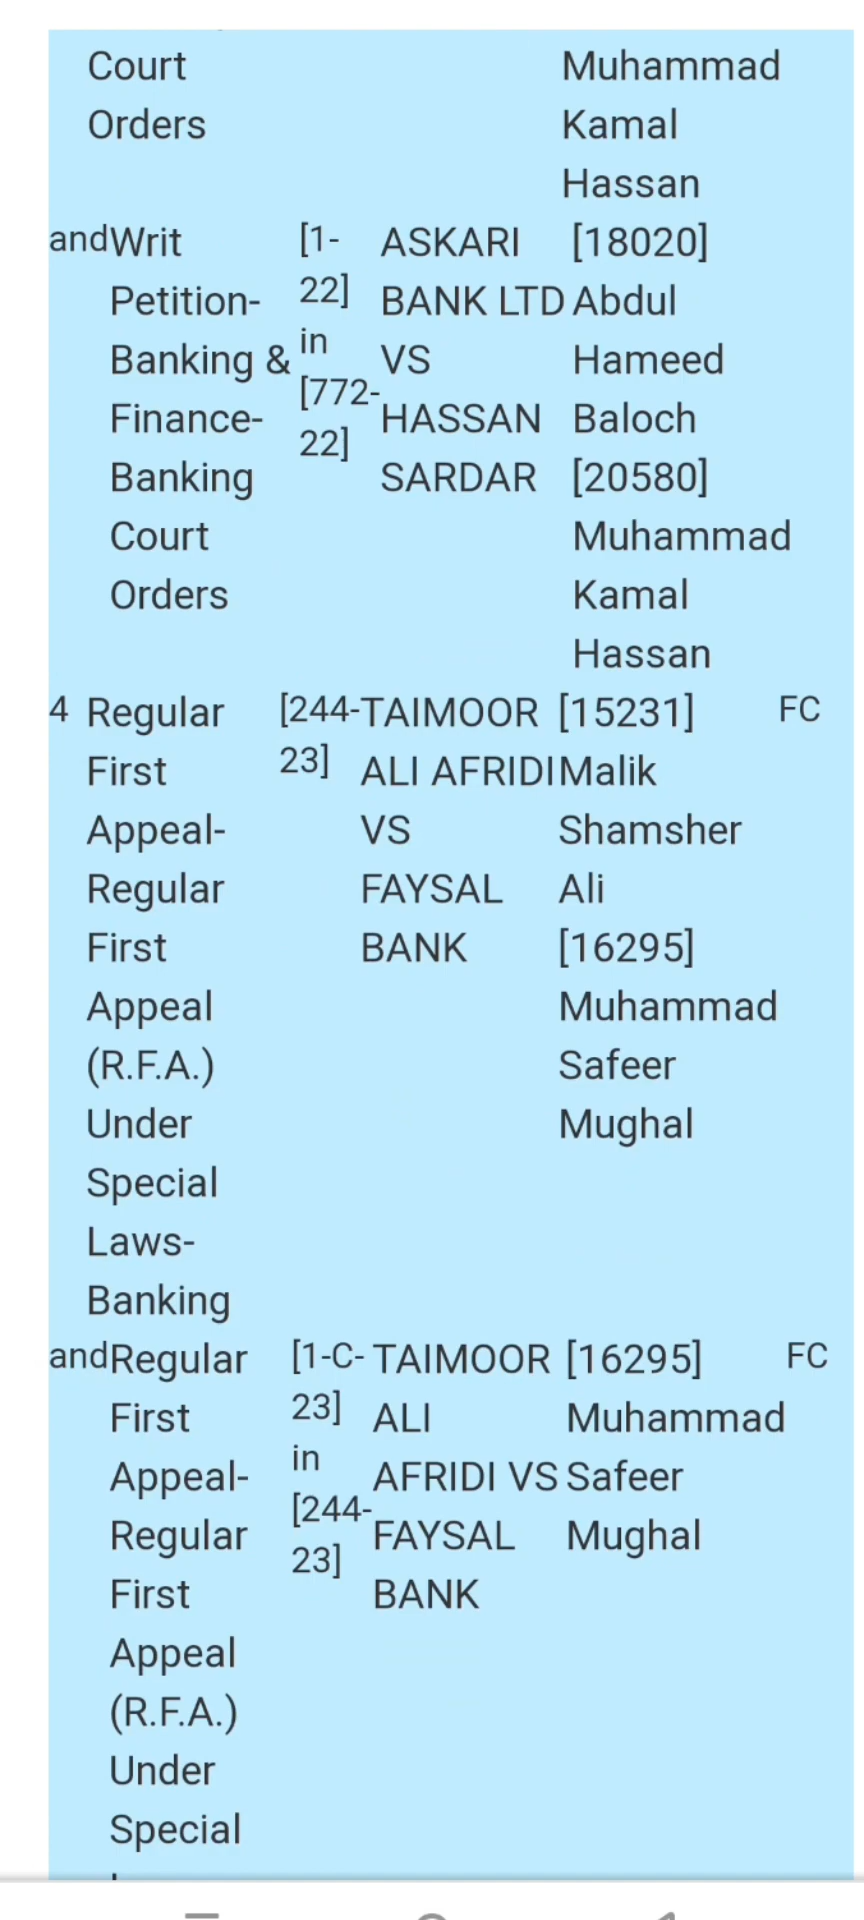 Court
Orders
Muhammad
Kamal
Hassan
and
Writ
Petition-
Banking &
Finance-
Banking
Court
Orders
[1-
22]
in
[772-
22]
ASKARI
BANK LTD
VS
HASSAN
SARDAR
[18020]
Abdul
Hameed
Baloch
[20580]
Muhammad
Kamal
Hassan
4
Regular
First
Appeal-
Regular
First
Appeal
(R.F.A.)
Under
Special
Laws-
Banking
[244-
23]
TAIMOOR
ALI AFRIDI
VS
FAYSAL
BANK
[15231]
Malik
Shamsher
Ali
[16295]
Muhammad
Safeer
Mughal
FC
and
Regular
First
Appeal-
Regular
First
Appeal
(R.F.A.)
Under
Special
[1-C-
23]
in
[244-
23]
TAIMOOR
ALI
AFRIDI VS
FAYSAL
BANK
[16295]
Muhammad
Safeer
Mughal
FC